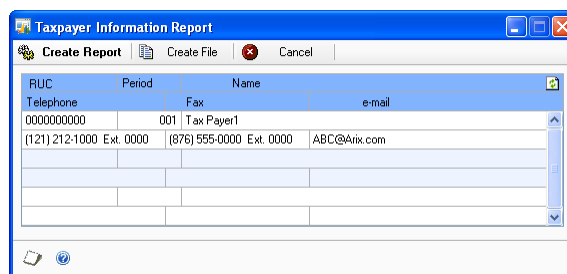 Taxpayer Information Report
Create Report Create File Cancel
RUC Period Name
Telephone Fax e-mail
0000000000 001 Tax Payer1
(121) 212-1000 Ext. 0000 (876) 555-0000 Ext. 0000 ABC@Arix.com